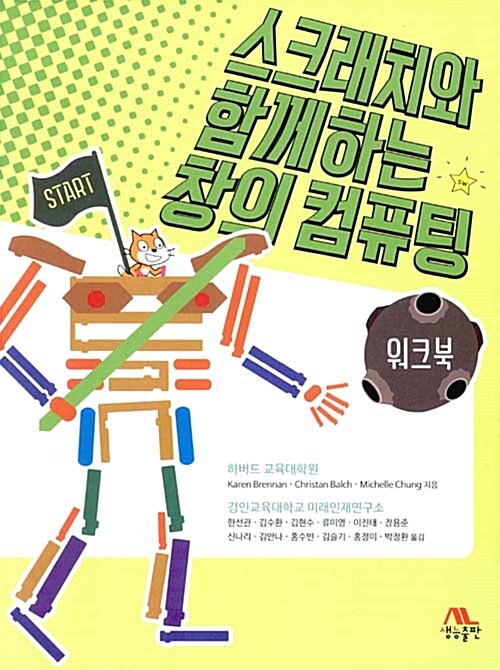 스크래치와
함께하는
창의 컴퓨팅
SW
START
워크북
하버드 교육대학원
Karen Brennan · Christan Balch · Michelle Chung 지음
경인교육대학교 미래인재연구소
한선관 · 김수환 · 김현수 · 류미영 · 이진태 · 장용준
신나리 · 김안나 · 홍수빈 · 김슬기 · 홍정미 · 박정환 옮김
생능출판